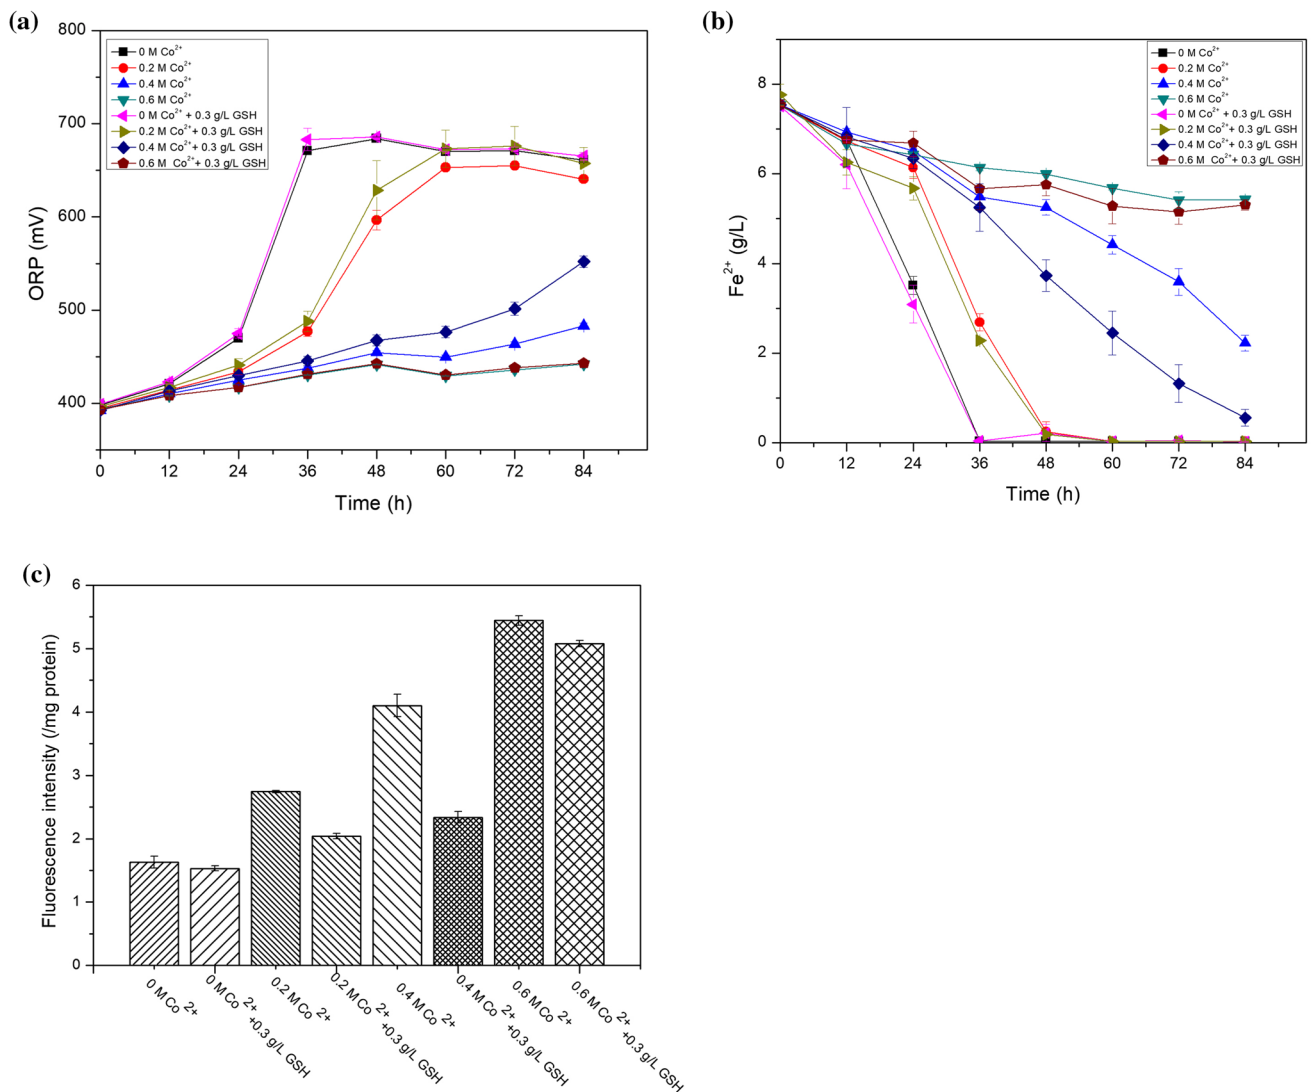 (a)
800
700
600
500
400
ORP (mV)
0 M Co²⁺
0.2 M Co²⁺
0.4 M Co²⁺
0.6 M Co²⁺
0 M Co²⁺ + 0.3 g/L GSH
0.2 M Co²⁺+ 0.3 g/L GSH
0.4 M Co²⁺+ 0.3 g/L GSH
0.6 M Co²⁺+ 0.3 g/L GSH
0 12 24 36 48 60 72 84
Time (h)
(b)
8
6
4
2
0
Fe²⁺ (g/L)
0 M Co²⁺
0.2 M Co²⁺
0.4 M Co²⁺
0.6 M Co²⁺
0 M Co²⁺ + 0.3 g/L GSH
0.2 M Co²⁺+ 0.3 g/L GSH
0.4 M Co²⁺+ 0.3 g/L GSH
0.6 M Co²⁺+ 0.3 g/L GSH
0 12 24 36 48 60 72 84
Time (h)
(c)
6
5
4
3
2
1
0
Fluorescence intensity (/mg protein)
0 M Co ²⁺
0 M Co ²⁺ +0.3 g/L GSH
0.2 M Co ²⁺
0.2 M Co ²⁺ +0.3 g/L GSH
0.4 M Co ²⁺
0.4 M Co ²⁺ +0.3 g/L GSH
0.6 M Co ²⁺
0.6 M Co ²⁺ +0.3 g/L GSH